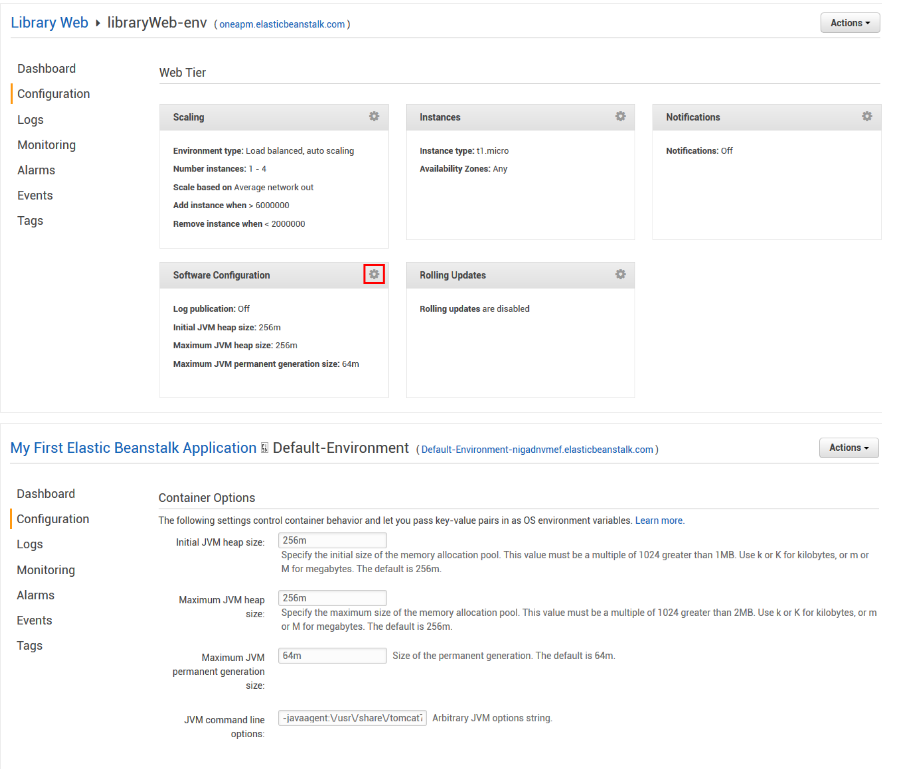 Library Web ▸ libraryWeb-env ( oneapm.elasticbeanstalk.com )
Actions
Dashboard
Configuration
Logs
Monitoring
Alarms
Events
Tags
Web Tier
Scaling
Environment type: Load balanced, auto scaling
Number instances: 1 - 4
Scale based on Average network out
Add instance when > 6000000
Remove instance when < 2000000
Instances
Instance type: t1.micro
Availability Zones: Any
Notifications
Notifications: Off
Software Configuration
Log publication: Off
Initial JVM heap size: 256m
Maximum JVM heap size: 256m
Maximum JVM permanent generation size: 64m
Rolling Updates
Rolling updates are disabled
My First Elastic Beanstalk Application Default-Environment ( Default-Environment-nigadnvmef.elasticbeanstalk.com )
Actions
Dashboard
Configuration
Logs
Monitoring
Alarms
Events
Tags
Container Options
The following settings control container behavior and let you pass key-value pairs in as OS environment variables. Learn more.
Initial JVM heap size: 256m
Specify the initial size of the memory allocation pool. This value must be a multiple of 1024 greater than 1MB. Use k or K for kilobytes, or m or
M for megabytes. The default is 256m.
Maximum JVM heap 256m
size: Specify the maximum size of the memory allocation pool. This value must be a multiple of 1024 greater than 2MB. Use k or K for kilobytes, or m
or M for megabytes. The default is 256m.
Maximum JVM 64m Size of the permanent generation. The default is 64m.
permanent generation
size:
JVM command line -javaagent:\/usr\/share\/tomcat Arbitrary JVM options string.
options: